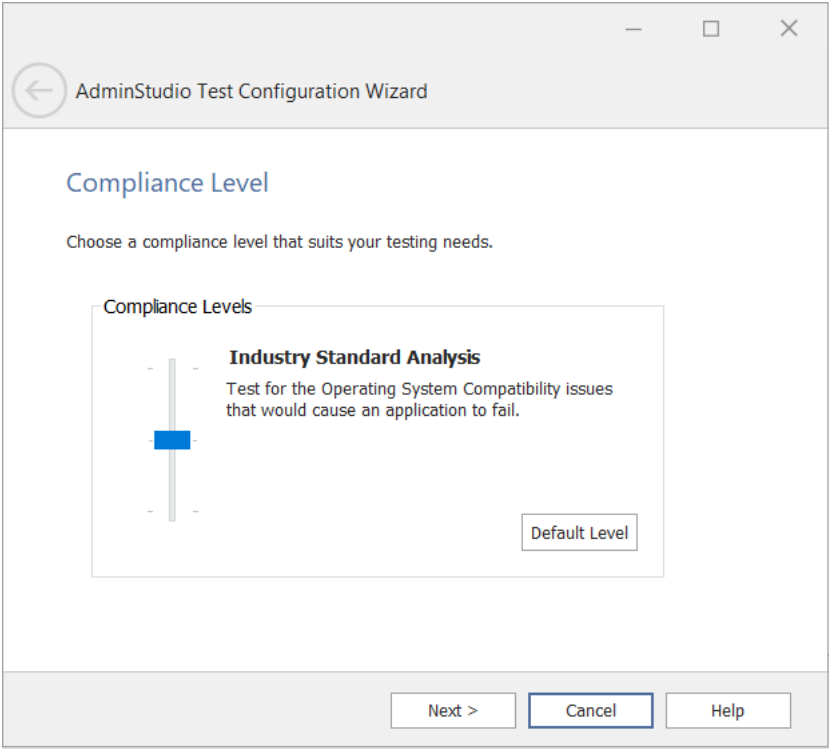 AdminStudio Test Configuration Wizard
Compliance Level
Choose a compliance level that suits your testing needs.
Compliance Levels
Industry Standard Analysis
Test for the Operating System Compatibility issues
that would cause an application to fail.
Default Level
Next >
Cancel
Help